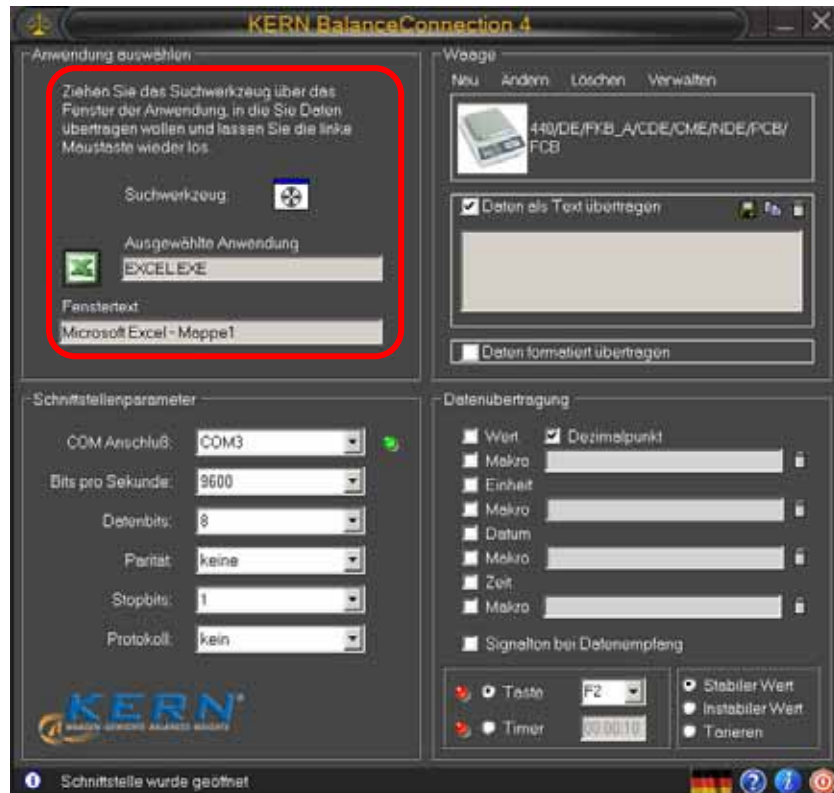 KERN BalanceConnection 4
Anwendung auswählen
Ziehen Sie das Suchwerkzeug über das
Fenster der Anwendung, in die Sie Daten
übertragen wollen und lassen Sie die linke
Maustaste wieder los.
Suchwerkzeug:
Ausgewählte Anwendung
EXCEL.EXE
Fenstertext
Microsoft Excel - Mappe1
Waage
Neu Ändern Löschen Verwalten
440/DE/FKB_A/CDE/CME/NDE/PCB/
FCB
Daten als Text übertragen
Daten formatiert übertragen
Schnittstellenparameter
COM Anschluß: COM3
Bits pro Sekunde: 9600
Datenbits: 8
Parität: keine
Stopbits: 1
Protokoll: kein
KERN
Datenübertragung
Wert Dezimalpunkt
Makro
Einheit
Makro
Datum
Makro
Zeit
Makro
Signalton bei Datenempfang
Taste F2
Timer 00:00:10
Stabiler Wert
Instabiler Wert
Tarieren
Schnittstelle wurde geöffnet